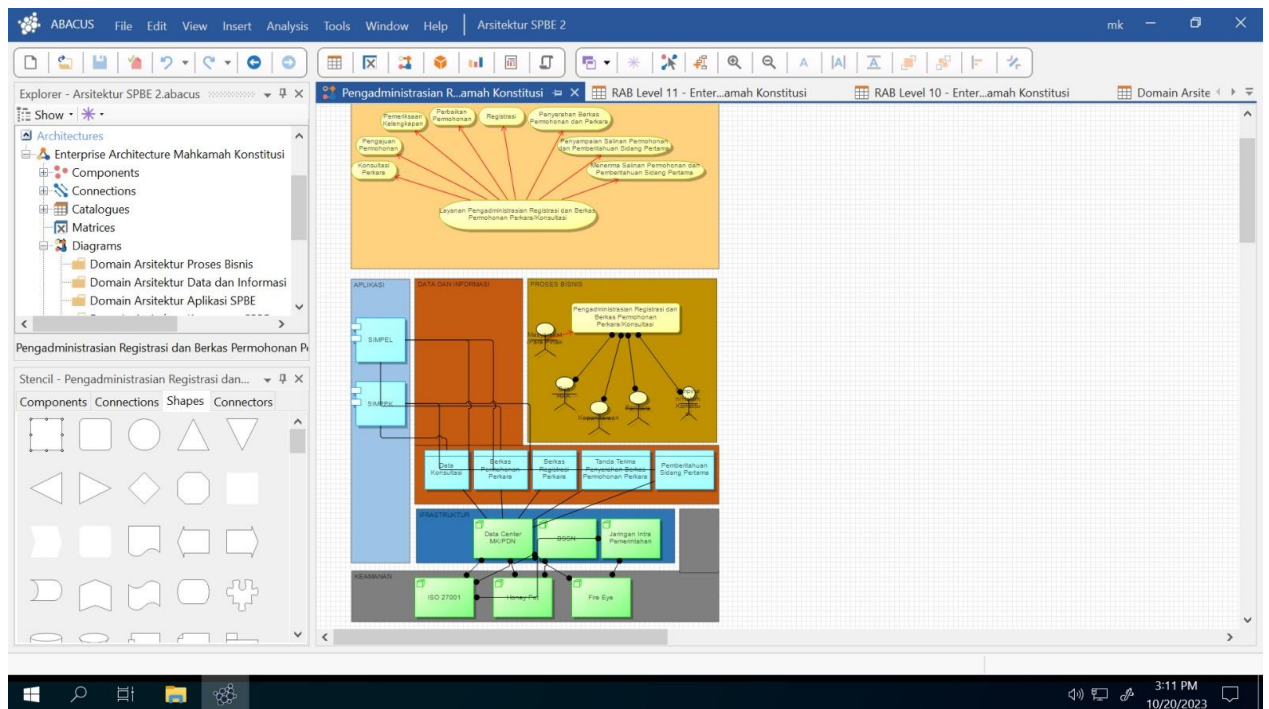 ABACUS File Edit View Insert Analysis Tools Window Help Arsitektur SPBE 2 mk
Explorer - Arsitektur SPBE 2.abacus
Show
Architectures
Enterprise Architecture Mahkamah Konstitusi
Components
Connections
Catalogues
Matrices
Diagrams
Domain Arsitektur Proses Bisnis
Domain Arsitektur Data dan Informasi
Domain Arsitektur Aplikasi SPBE
Pengadministrasian Registrasi dan Berkas Permohonan
Stencil - Pengadministrasian Registrasi dan...
Components Connections Shapes Connectors
Pengadministrasian R...amah Konstitusi
RAB Level 11 - Enter...amah Konstitusi
RAB Level 10 - Enter...amah Konstitusi
Domain Arsite
Pemeriksaan
Kelengkapan
Perbaikan
Permohonan
Registrasi
Penyerahan Berkas
Permohonan dan Perkara
Pengajuan
Permohonan
Penyampaian Salinan Permohonan
dan Pemberitahuan Sidang Pertama
Konsultasi
Perkara
Menerma Salinan Permohonan dan
Pemberitahuan Sidang Pertama
Layanan Pengadministrasian Registrasi dan Berkas
Permohonan Perkara/Konsultasi
APLIKASI
DATA DAN INFORMASI
PROSES BISNIS
Pengadministrasian Registrasi dan
Berkas Permohonan
Perkara/Konsultasi
SIMPEL
Kepaniteraan
Panitera
Data
Konsultasi
Berkas
Permohonan
Perkara
Berkas
Registrasi
Perkara
Tanda Terima
Penyerahan Berkas
Permohonan Perkara
Pemberitahuan
Sidang Pertama
IFRASTRUKTUR
Data Center
MK/PDN
BSSN
Jaringan Intra
Pemerintahan
KEAMANAN
ISO 27001
Honey Pot
Fire Eye
3:11 PM
10/20/2023